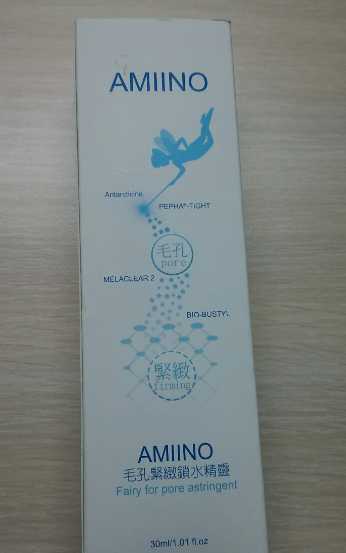 AMIINO
Antarcticine
PEPHA®-TIGHT
毛孔
pore
MELACLEAR 2
BIO-BUSTYL
緊緻
firming
AMIINO
毛孔緊緻鎖水精靈
Fairy for pore astringent
30ml/1.01 fl.oz